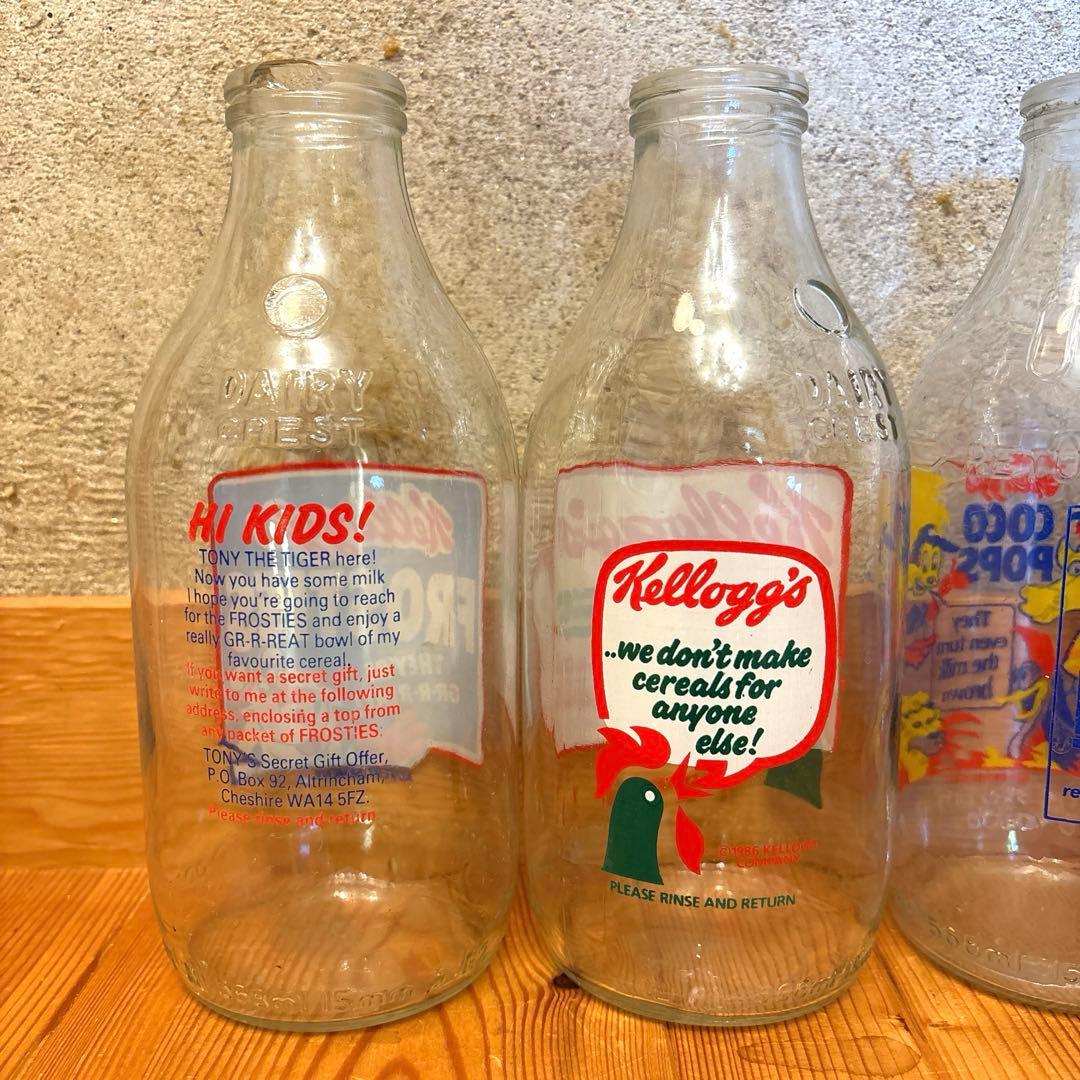 DAIRY
CREST
HI KIDS!
TONY THE TIGER here!
Now you have some milk
I hope you're going to reach
for the FROSTIES and enjoy a
really GR-R-REAT bowl of my
favourite cereal.
If you want a secret gift, just
write to me at the following
address, enclosing a top from
any packet of FROSTIES:
TONY'S Secret Gift Offer,
P.O. Box 92, Altrincham,
Cheshire WA14 5FZ.
Please rinse and return
568ml 15mm
DAIRY
CREST
Kellogg's
..we don't make
cereals for
anyone
else!
©1986 KELLOGG
COMPANY
PLEASE RINSE AND RETURN
COCO
POPS
They
even turn
the milk
brown
re
568ml